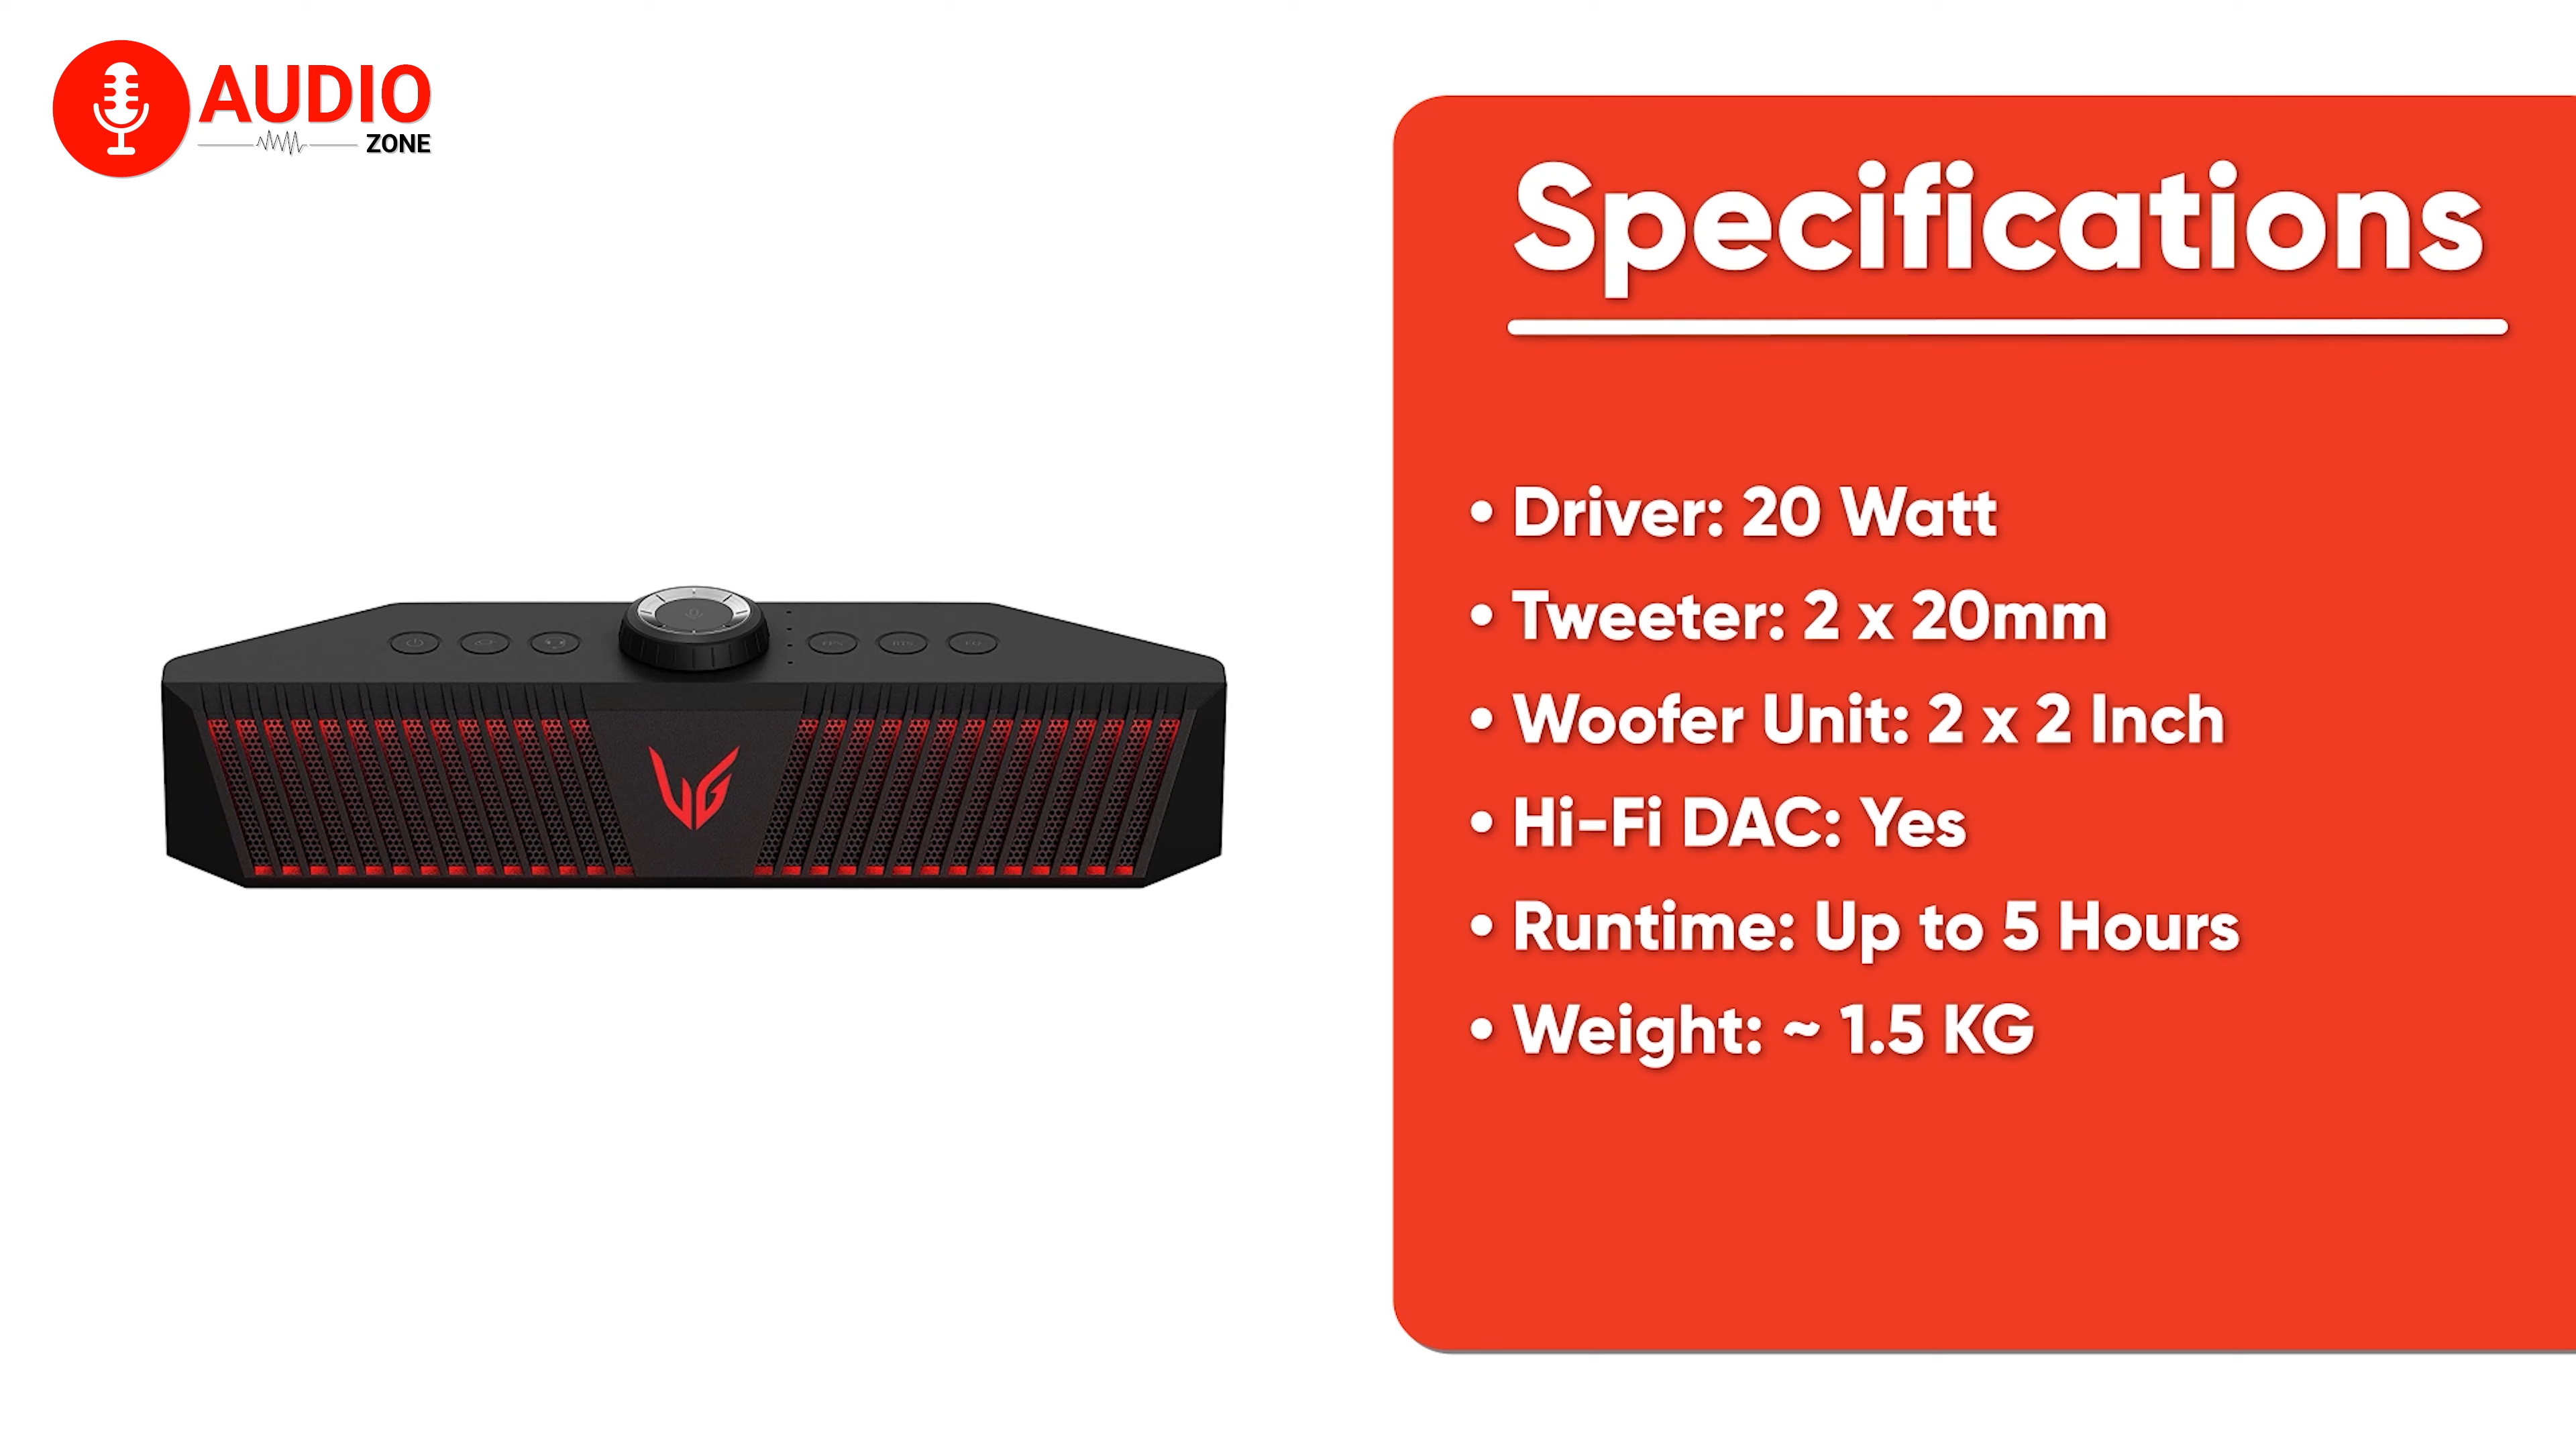 AUDIO
ZONE
Specifications
• Driver: 20 Watt
• Tweeter: 2 x 20mm
• Woofer Unit: 2 x 2 Inch
• Hi-Fi DAC: Yes
• Runtime: Up to 5 Hours
• Weight: ~ 1.5 KG